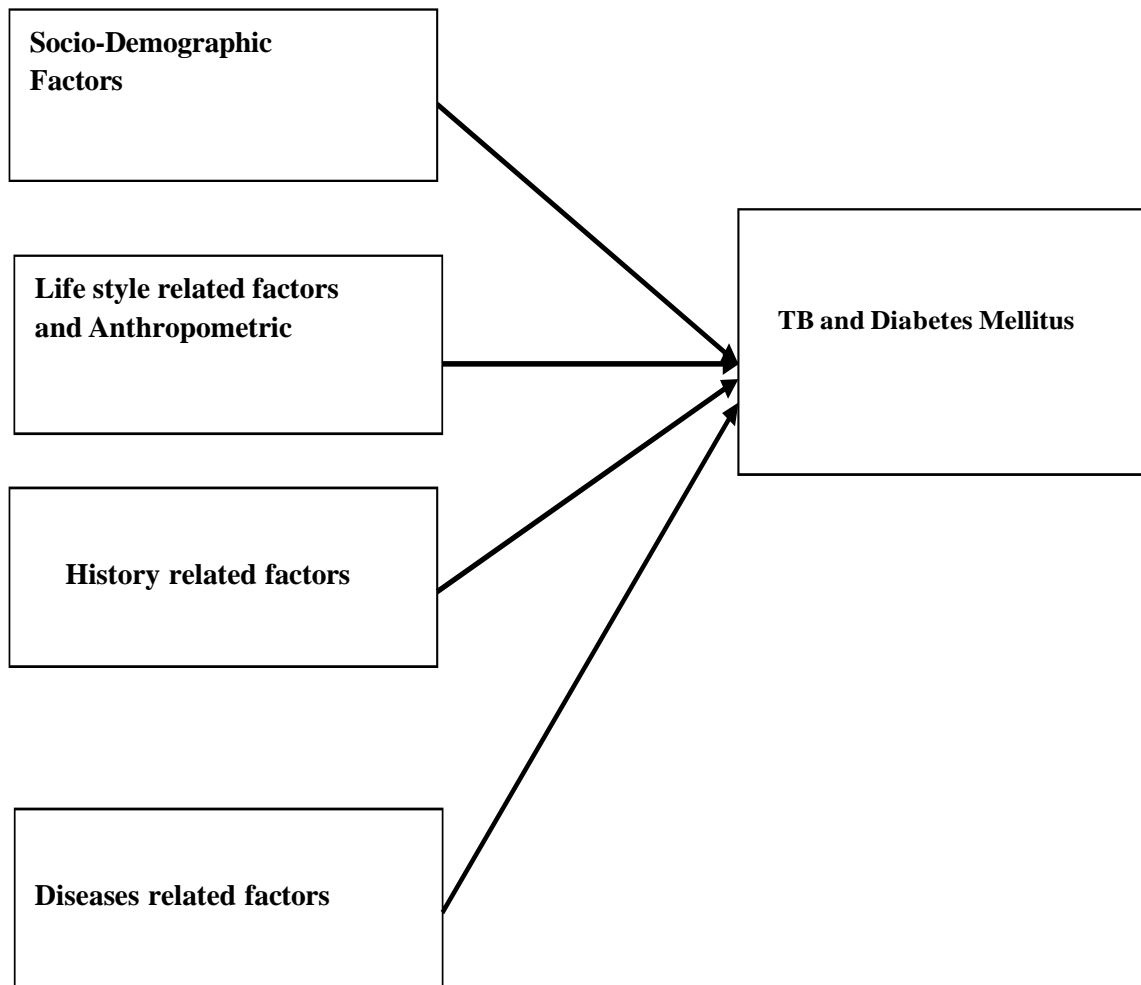 Socio-Demographic
Factors
Life style related factors
and Anthropometric
TB and Diabetes Mellitus
History related factors
Diseases related factors